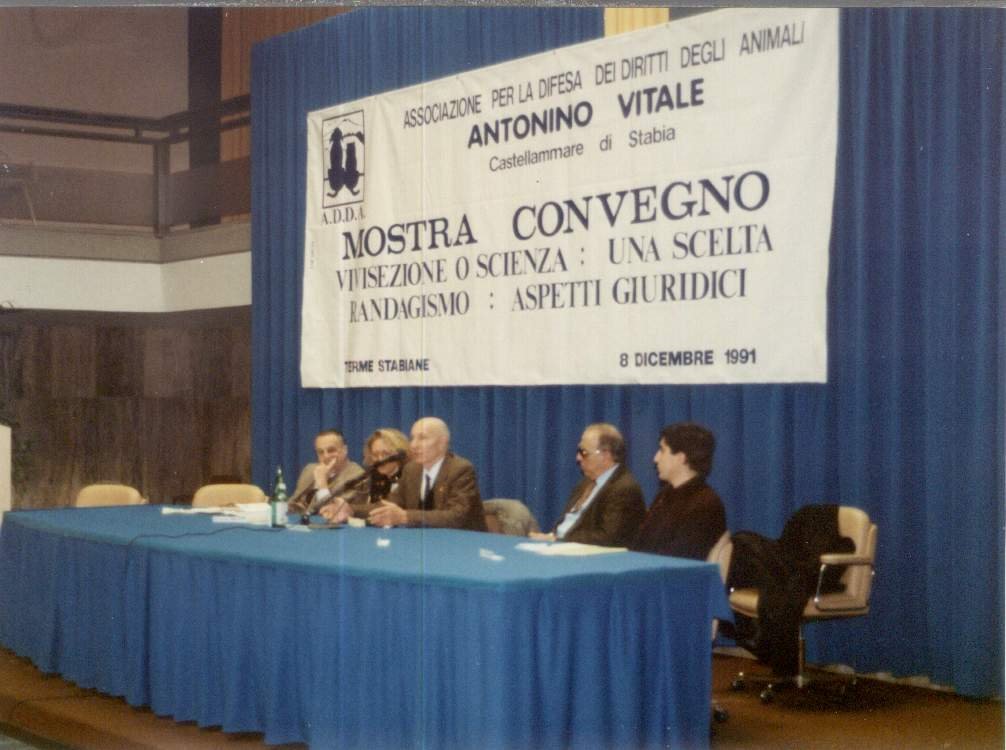 ASSOCIAZIONE PER LA DIFESA DEI DIRITTI DEGLI ANIMALI
ANTONINO VITALE
Castellammare di Stabia
A.D.D.A.
MOSTRA CONVEGNO
VIVISEZIONE O SCIENZA : UNA SCELTA
RANDAGISMO : ASPETTI GIURIDICI
TERME STABIANE
8 DICEMBRE 1991